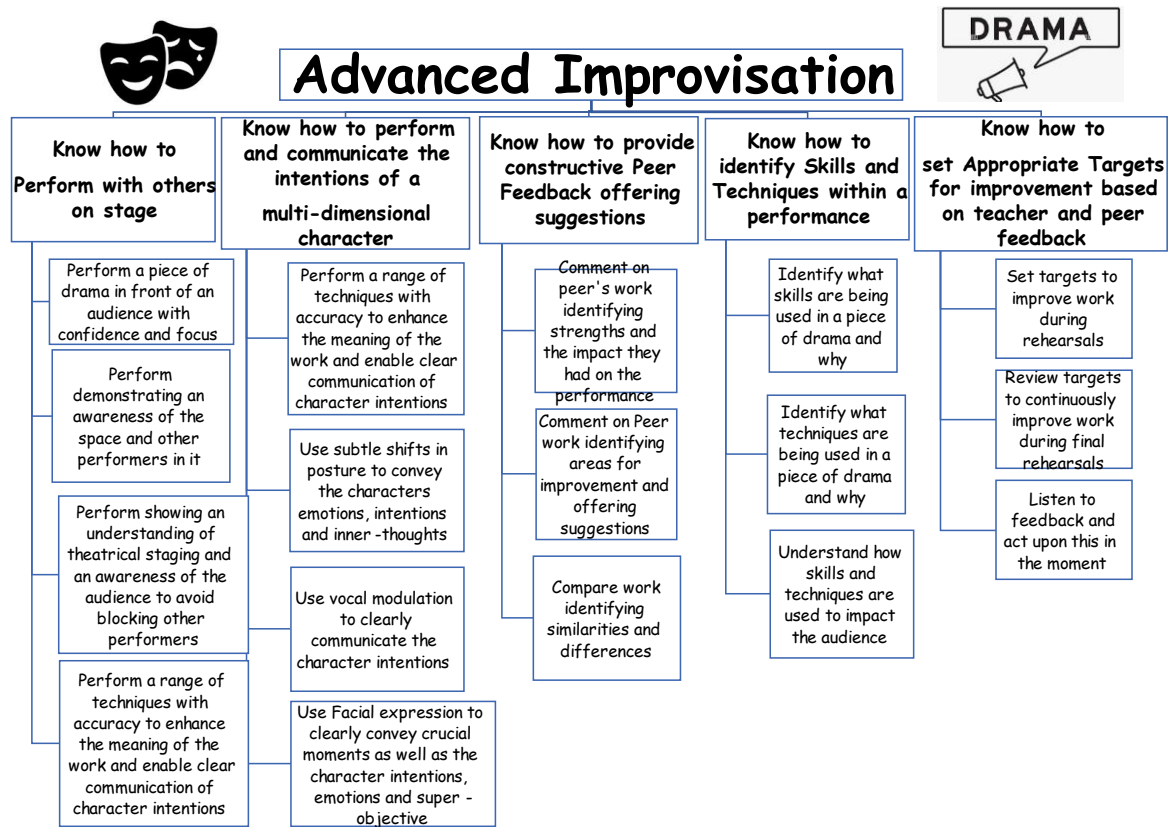 DRAMA
Advanced Improvisation
Know how to
Perform with others
on stage
Perform a piece of
drama in front of an
audience with
confidence and focus
Perform
demonstrating an
awareness of the
space and other
performers in it
Perform showing an
understanding of
theatrical staging and
an awareness of the
audience to avoid
blocking other
performers
Perform a range of
techniques with
accuracy to enhance
the meaning of the
work and enable clear
communication of
character intentions
Know how to perform
and communicate the
intentions of a
multi-dimensional
character
Perform a range of
techniques with
accuracy to enhance
the meaning of the
work and enable clear
communication of
character intentions
Use subtle shifts in
posture to convey
the characters
emotions, intentions
and inner -thoughts
Use vocal modulation
to clearly
communicate the
character intentions
Use Facial expression to
clearly convey crucial
moments as well as the
character intentions,
emotions and super -
objective
Know how to provide
constructive Peer
Feedback offering
suggestions
Comment on
peer's work
identifying
strengths and
the impact they
had on the
performance
Comment on Peer
work identifying
areas for
improvement and
offering
suggestions
Compare work
identifying
similarities and
differences
Know how to
identify Skills and
Techniques within a
performance
Identify what
skills are being
used in a piece
of drama and
why
Identify what
techniques are
being used in a
piece of drama
and why
Understand how
skills and
techniques are
used to impact
the audience
Know how to
set Appropriate Targets
for improvement based
on teacher and peer
feedback
Set targets to
improve work
during
rehearsals
Review targets
to continuously
improve work
during final
rehearsals
Listen to
feedback and
act upon this in
the moment